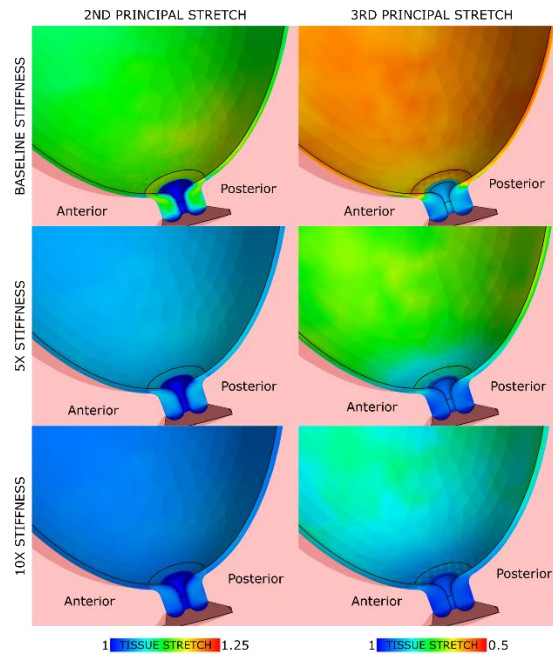 2ND PRINCIPAL STRETCH
3RD PRINCIPAL STRETCH
BASELINE STIFFNESS
Anterior
Posterior
Anterior
Posterior
5X STIFFNESS
Anterior
Posterior
Anterior
Posterior
10X STIFFNESS
Anterior
Posterior
Anterior
Posterior
1 TISSUE STRETCH 1.25
1 TISSUE STRETCH 0.5